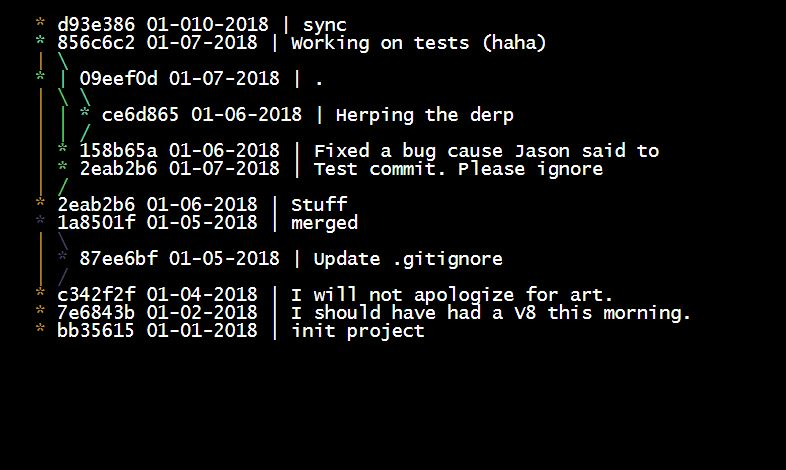 * d93e386 01-010-2018 | sync
* 856c6c2 01-07-2018 | Working on tests (haha)
| \
* | 09eef0d 01-07-2018 | .
| \ \
| | * ce6d865 01-06-2018 | Herping the derp
| | /
| * 158b65a 01-06-2018 | Fixed a bug cause Jason said to
| * 2eab2b6 01-07-2018 | Test commit. Please ignore
| /
* 2eab2b6 01-06-2018 | Stuff
* 1a8501f 01-05-2018 | merged
| \
| * 87ee6bf 01-05-2018 | Update .gitignore
| /
* c342f2f 01-04-2018 | I will not apologize for art.
* 7e6843b 01-02-2018 | I should have had a V8 this morning.
* bb35615 01-01-2018 | init project